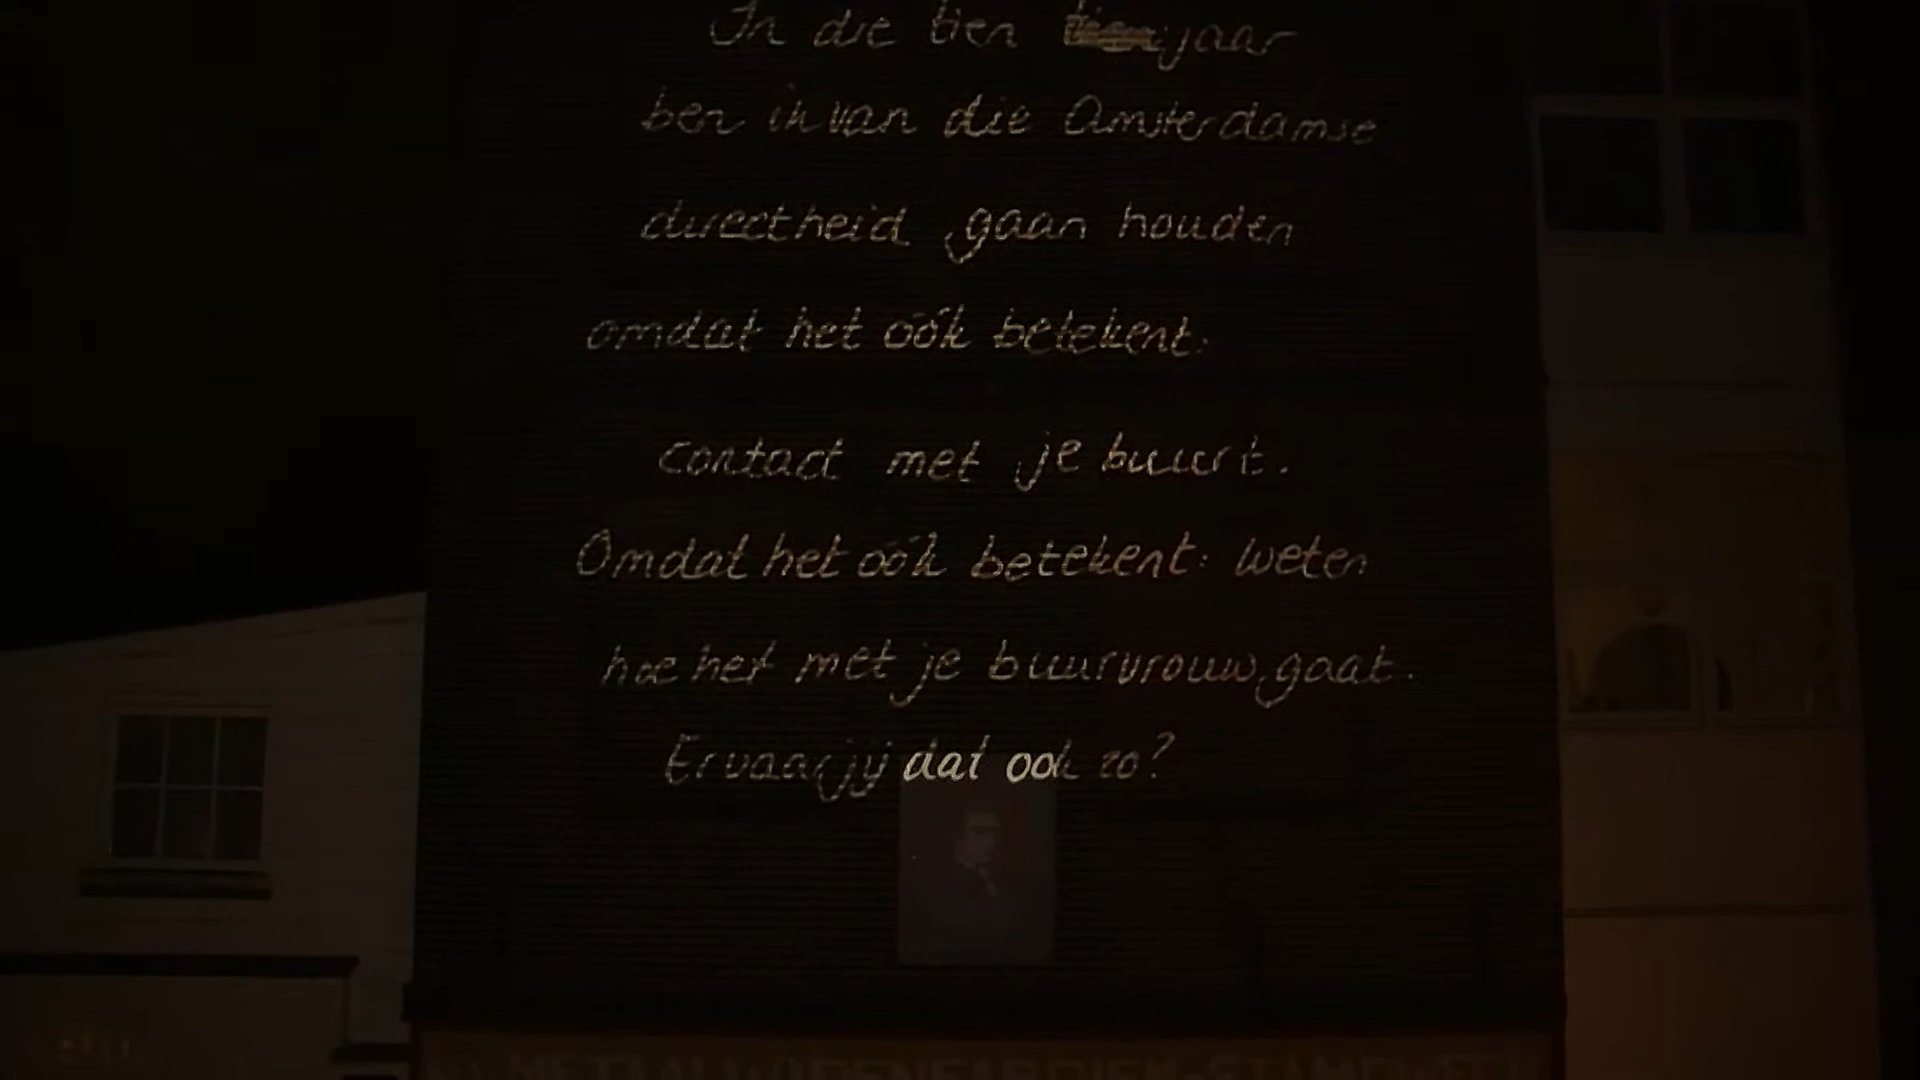 In die tien jaar
ben ik van die Amsterdamse
directheid gaan houden
omdat het óók betekent:
contact met je buurt.
Omdat het óók betekent: weten
hoe het met je buurvrouw gaat.
Ervaar jij dat ook zo?